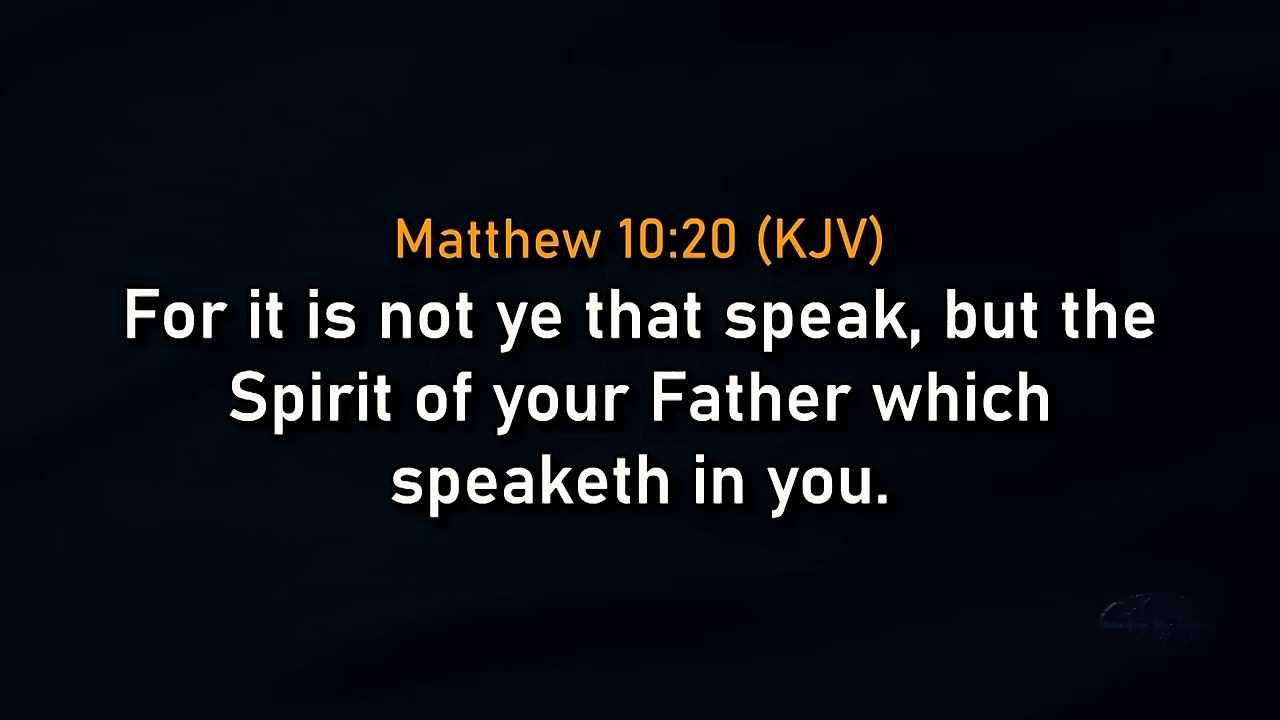 Matthew 10:20 (KJV)
For it is not ye that speak, but the
Spirit of your Father which
speaketh in you.